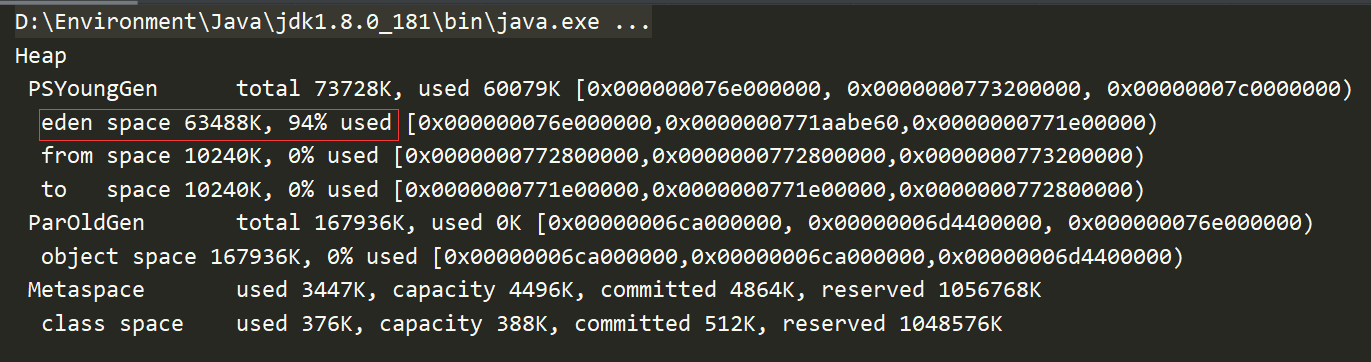 D:\Environment\Java\jdk1.8.0_181\bin\java.exe ...
Heap
 PSYoungGen      total 73728K, used 60079K [0x000000076e000000, 0x0000000773200000, 0x00000007c0000000)
  eden space 63488K, 94% used [0x000000076e000000,0x0000000771aabe60,0x0000000771e00000)
  from space 10240K, 0% used [0x0000000772800000,0x0000000772800000,0x0000000773200000)
  to   space 10240K, 0% used [0x0000000771e00000,0x0000000771e00000,0x0000000772800000)
 ParOldGen       total 167936K, used 0K [0x00000006ca000000, 0x00000006d4400000, 0x000000076e000000)
  object space 167936K, 0% used [0x00000006ca000000,0x00000006ca000000,0x00000006d4400000)
 Metaspace       used 3447K, capacity 4496K, committed 4864K, reserved 1056768K
  class space    used 376K, capacity 388K, committed 512K, reserved 1048576K